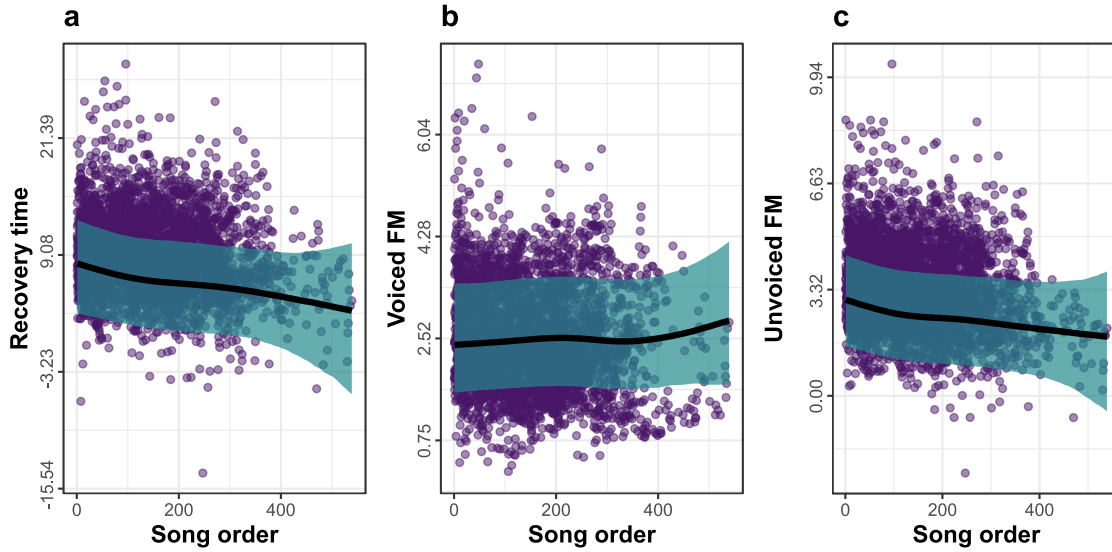 a
Recovery time
21.39
9.08
-3.23
-15.54
0
200
400
Song order
b
Voiced FM
6.04
4.28
2.52
0.75
0
200
400
Song order
c
Unvoiced FM
9.94
6.63
3.32
0.00
0
200
400
Song order